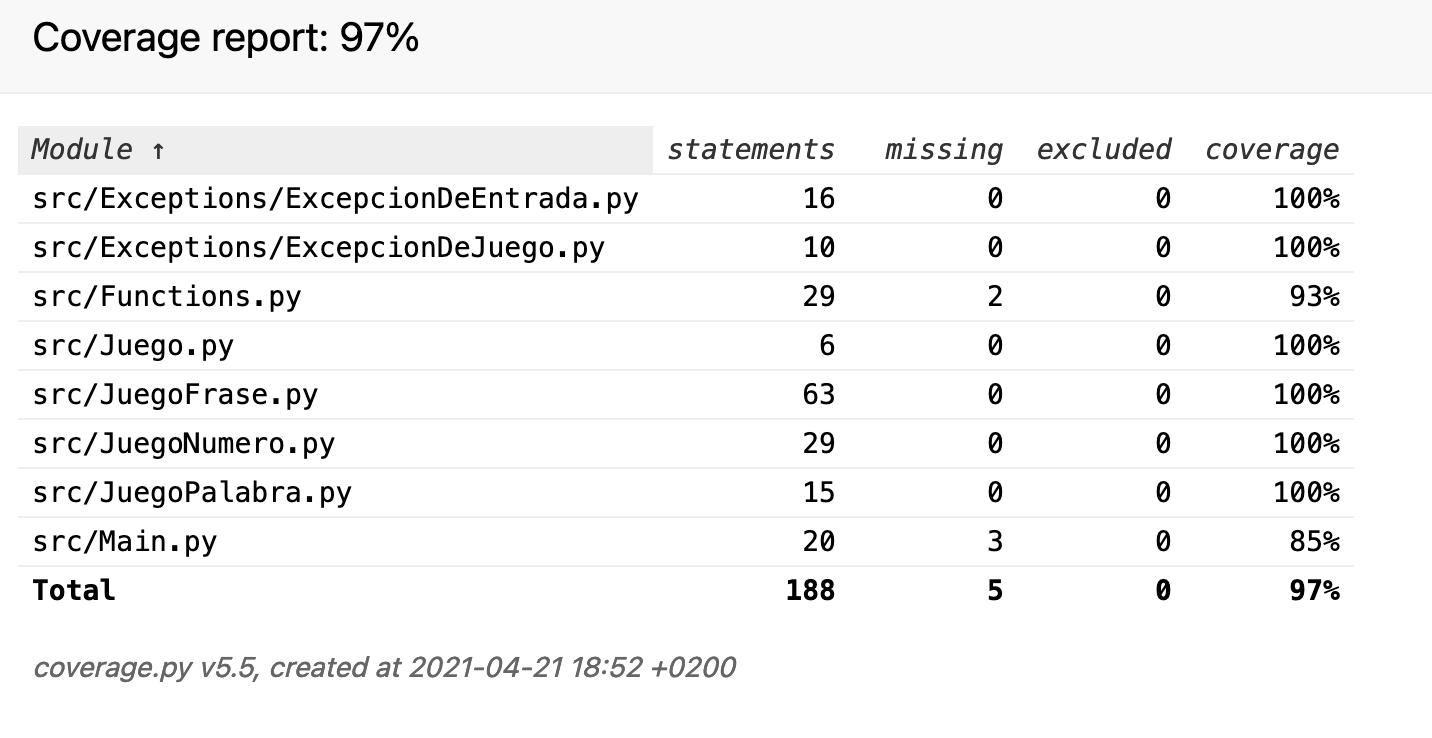 Coverage report: 97%
Module ↑ statements missing excluded coverage
src/Exceptions/ExcepcionDeEntrada.py 16 0 0 100%
src/Exceptions/ExcepcionDeJuego.py 10 0 0 100%
src/Functions.py 29 2 0 93%
src/Juego.py 6 0 0 100%
src/JuegoFrase.py 63 0 0 100%
src/JuegoNumero.py 29 0 0 100%
src/JuegoPalabra.py 15 0 0 100%
src/Main.py 20 3 0 85%
Total 188 5 0 97%
coverage.py v5.5, created at 2021-04-21 18:52 +0200